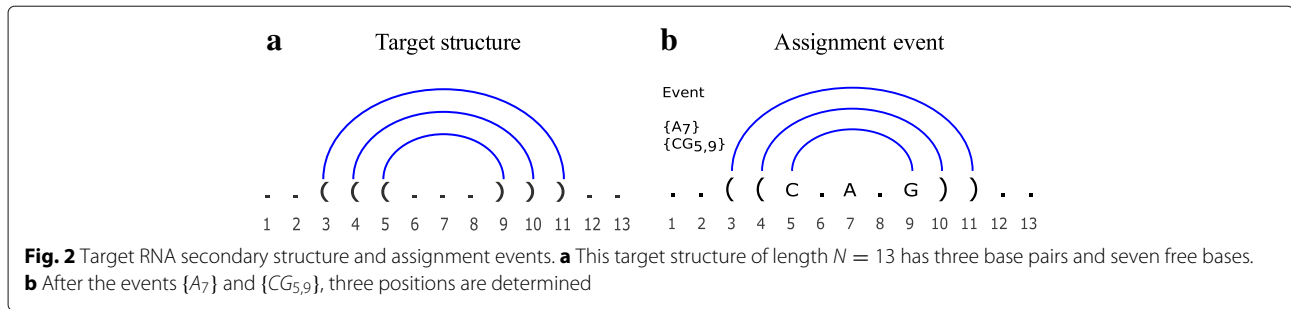 a Target structure
b Assignment event
Event
{A7}
{CG5,9}
. . ( ( ( . . . ) ) ) . .
1 2 3 4 5 6 7 8 9 10 11 12 13
. . ( ( C . A . G ) ) . .
1 2 3 4 5 6 7 8 9 10 11 12 13
Fig. 2 Target RNA secondary structure and assignment events. a This target structure of length N = 13 has three base pairs and seven free bases.
b After the events {A7} and {CG5,9}, three positions are determined